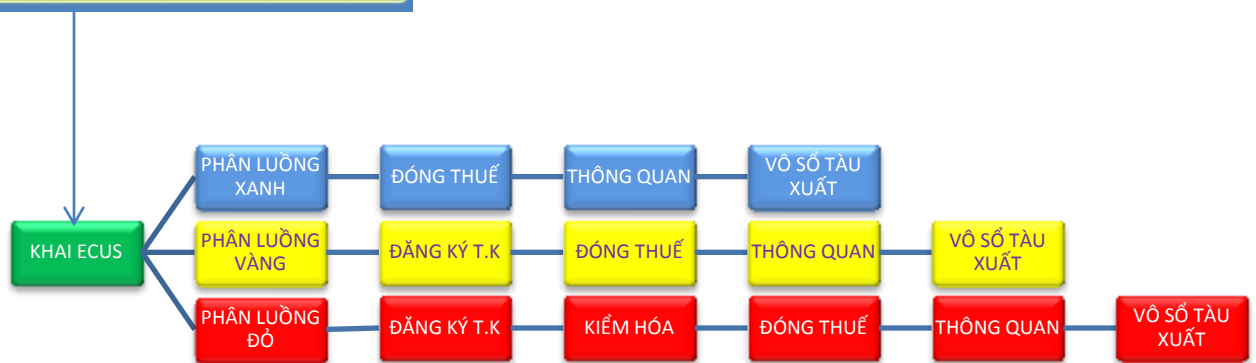 PHÂN LUỒNG
XANH
ĐÓNG THUẾ
THÔNG QUAN
VÔ SỔ TÀU
XUẤT
KHAI ECUS
PHÂN LUỒNG
VÀNG
ĐĂNG KÝ T.K
ĐÓNG THUẾ
THÔNG QUAN
VÔ SỔ TÀU
XUẤT
PHÂN LUỒNG
ĐỎ
ĐĂNG KÝ T.K
KIỂM HÓA
ĐÓNG THUẾ
THÔNG QUAN
VÔ SỔ TÀU
XUẤT